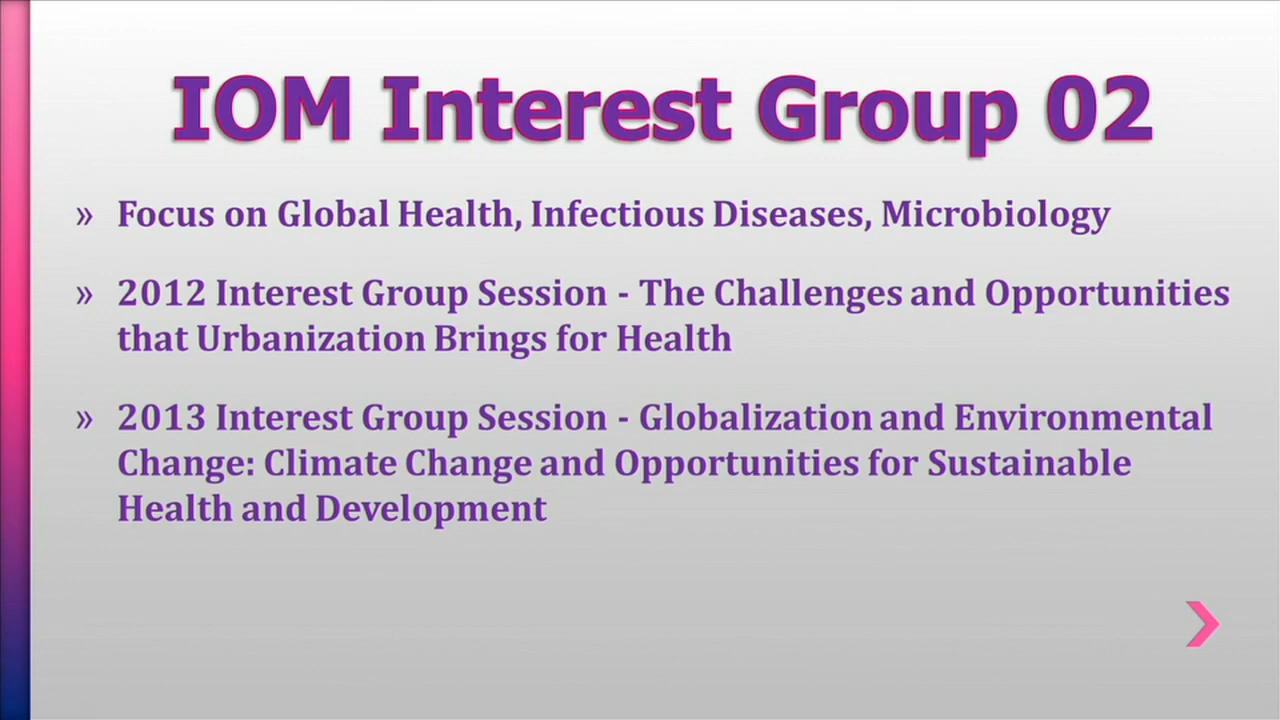 IOM Interest Group 02
» Focus on Global Health, Infectious Diseases, Microbiology
» 2012 Interest Group Session - The Challenges and Opportunities
that Urbanization Brings for Health
» 2013 Interest Group Session - Globalization and Environmental
Change: Climate Change and Opportunities for Sustainable
Health and Development